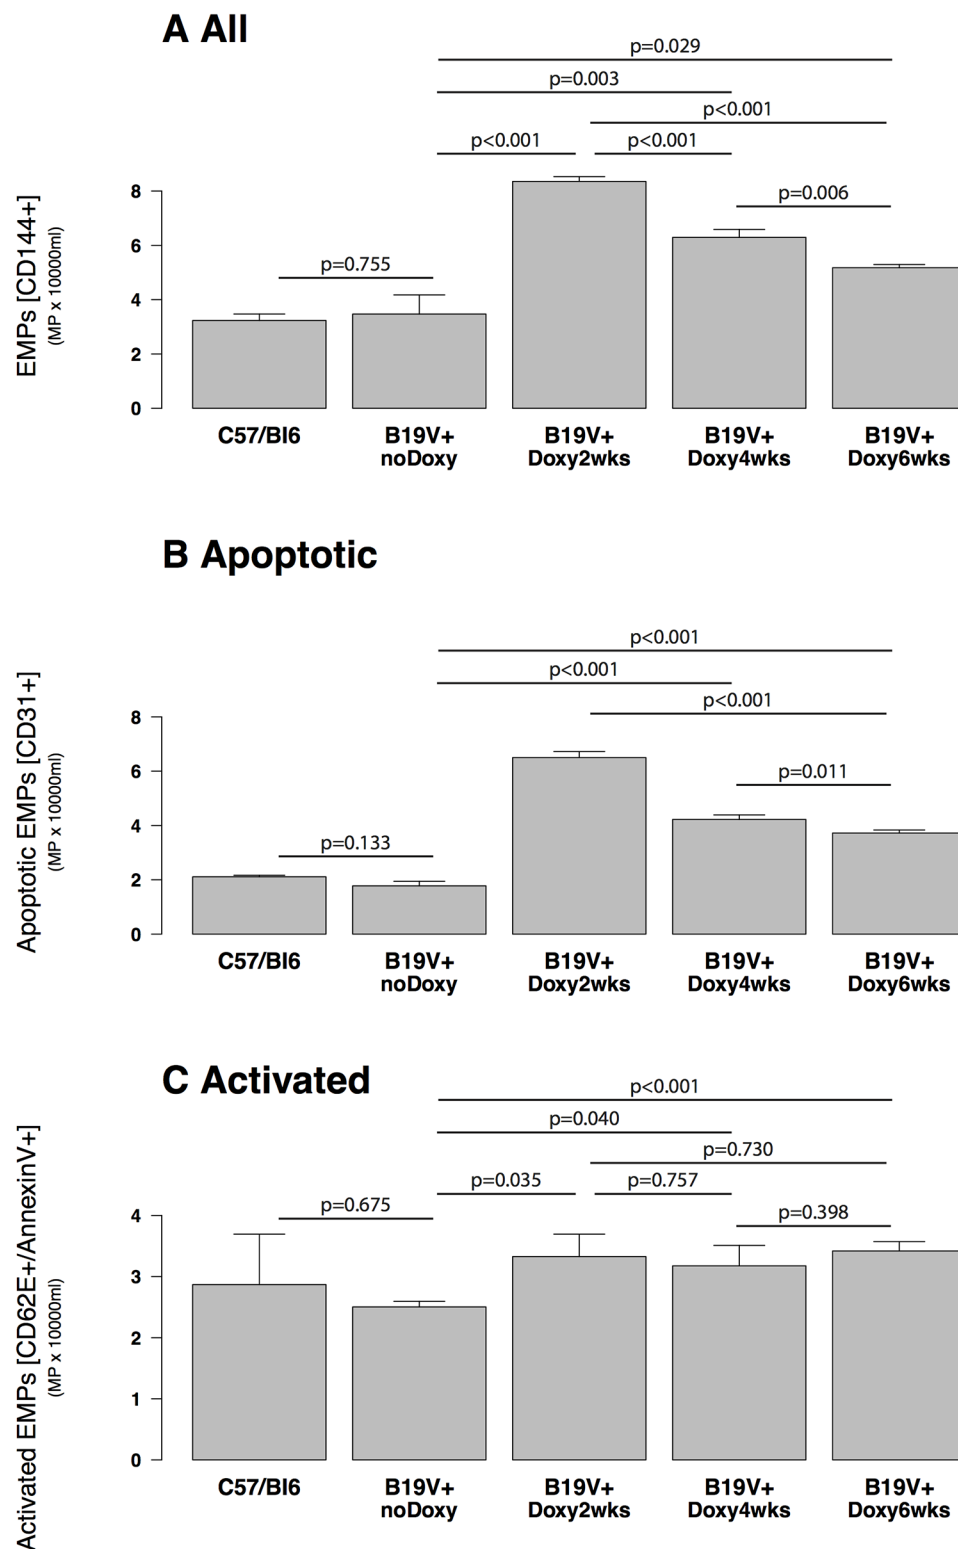 A All
p=0.029
p=0.003
p<0.001
p<0.001
p<0.001
p=0.006
p=0.755
EMPs [CD144+]
(MP x 10000ml)
8
6
4
2
0
C57/Bl6
B19V+
noDoxy
B19V+
Doxy2wks
B19V+
Doxy4wks
B19V+
Doxy6wks
B Apoptotic
p<0.001
p<0.001
p<0.001
p=0.011
p=0.133
Apoptotic EMPs [CD31+]
(MP x 10000ml)
8
6
4
2
0
C57/Bl6
B19V+
noDoxy
B19V+
Doxy2wks
B19V+
Doxy4wks
B19V+
Doxy6wks
C Activated
p<0.001
p=0.040
p=0.730
p=0.035
p=0.757
p=0.675
p=0.398
Activated EMPs [CD62E+/AnnexinV+]
(MP x 10000ml)
4
3
2
1
0
C57/Bl6
B19V+
noDoxy
B19V+
Doxy2wks
B19V+
Doxy4wks
B19V+
Doxy6wks